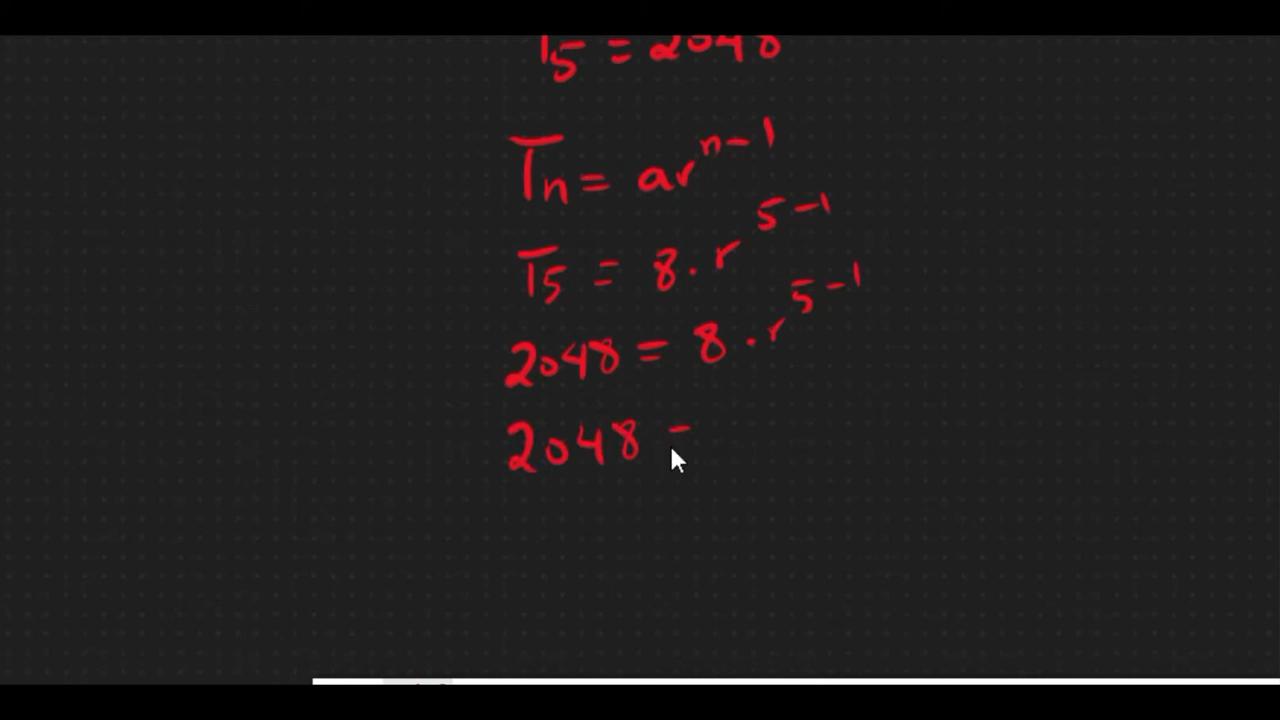 T5 = 2048
Tn = ar^n-1
T5 = 8. r^5-1
2048 = 8 . r^5-1
2048 -